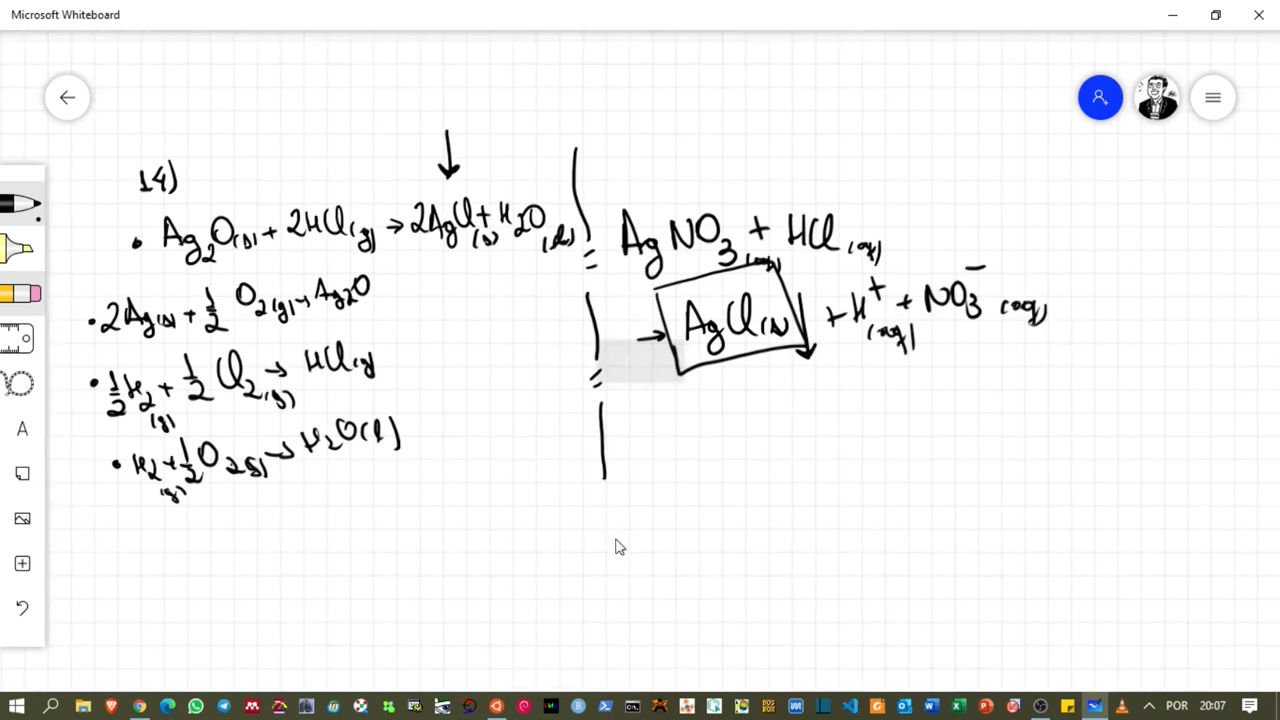 Microsoft Whiteboard
14)
• Ag₂O(s) + 2HCl(g) → 2AgCl(s) + H₂O(l)
• 2Ag(s) + 1/2 O₂(g) → Ag₂O
• 1/2 H₂(g) + 1/2 Cl₂(g) → HCl(g)
• H₂(g) + 1/2 O₂(g) → H₂O(l)
AgNO₃(aq) + HCl(aq)
→ AgCl(s)↓ + H⁺(aq) + NO₃⁻(aq)
A
POR 20:07